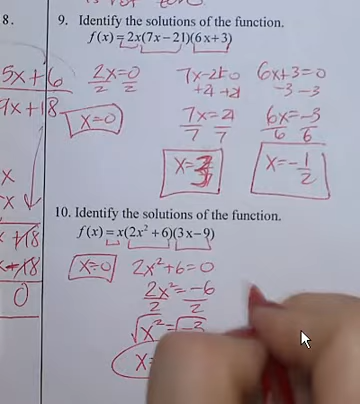 8.
9. Identify the solutions of the function.
f(x) = 2x(7x−21)(6x+3)
5x+6
2x=0
7x−21=0
6x+3=0
2 2
+21 +21
−3 −3
x+18
7x=21
6x=−3
7 7
6 6
x=0
x=3
x=−1/2
10. Identify the solutions of the function.
f(x) = x(2x²+6)(3x−9)
x
x
+18
+18
0
x=0
2x²+6=0
2x²=−6
2 2
√x²=√−3
x=